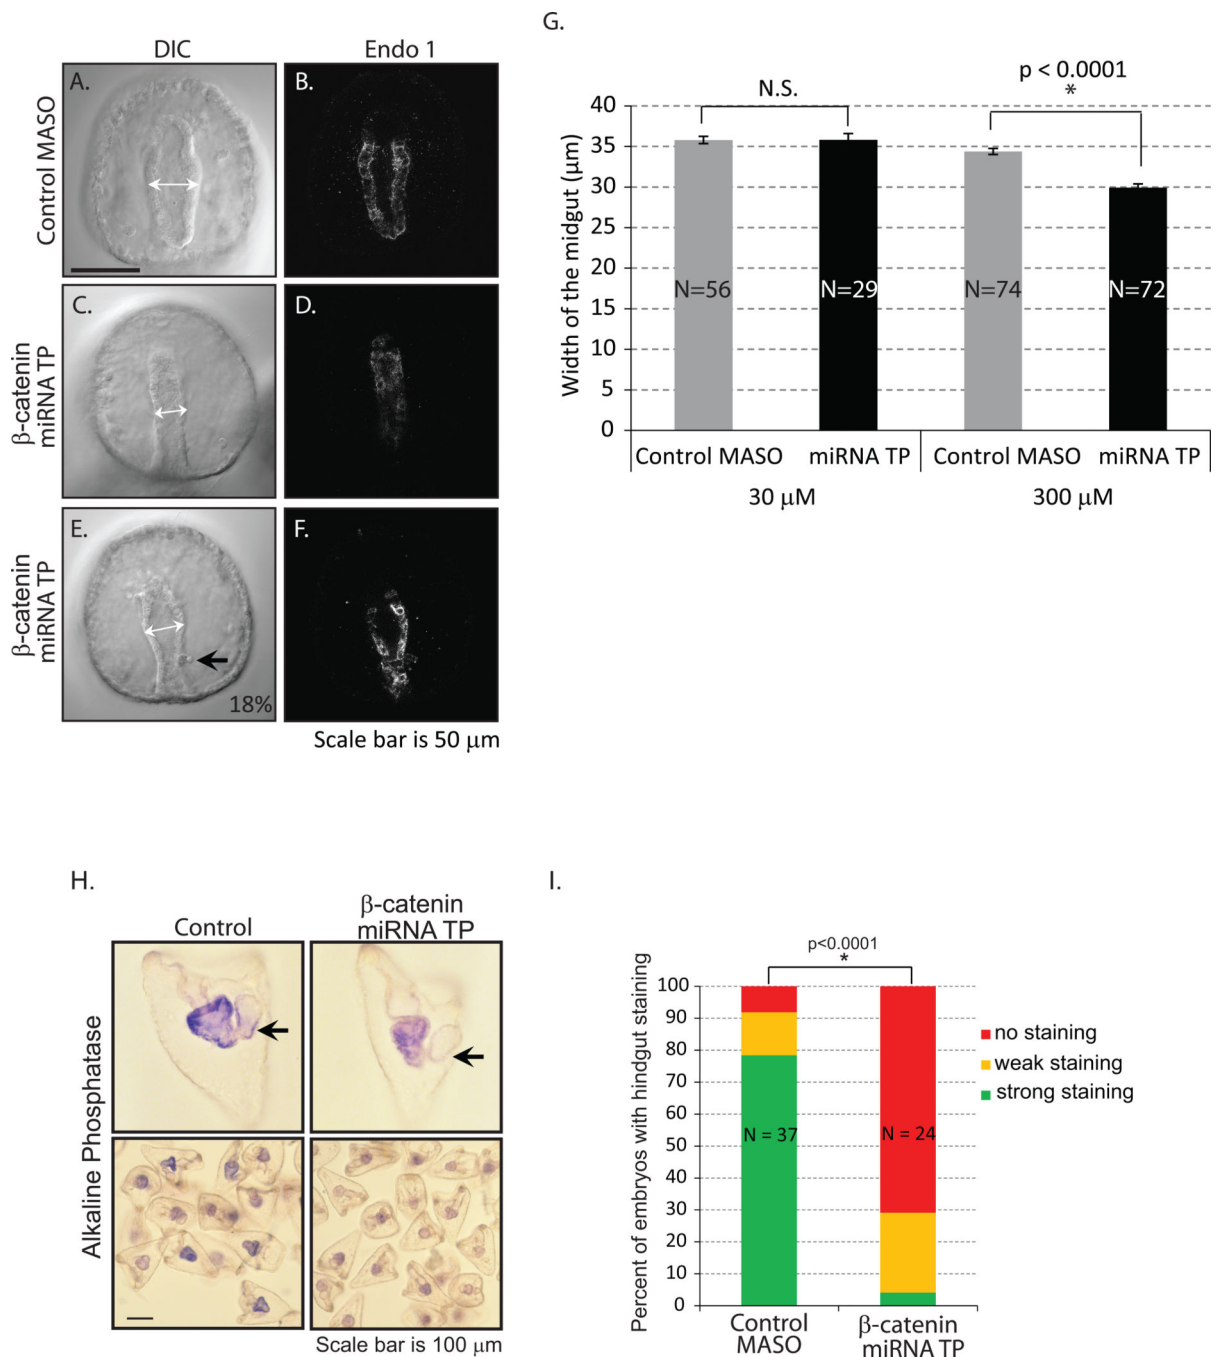 DIC
Endo 1
Control MASO
A.
B.
β-catenin
miRNA TP
C.
D.
β-catenin
miRNA TP
E.
18%
F.
Scale bar is 50 μm
G.
Width of the midgut (μm)
40
35
30
25
20
35
30
15
10
5
0
N.S.
p < 0.0001
*
N=56
N=29
N=74
N=72
Control MASO
miRNA TP
Control MASO
miRNA TP
30 μM
300 μM
H.
Control
β-catenin
miRNA TP
Alkaline Phosphatase
Scale bar is 100 μm
I.
Percent of embryos with hindgut staining
100
90
80
70
60
50
40
30
20
10
0
p<0.0001
*
N = 37
N = 24
no staining
weak staining
strong staining
Control
MASO
β-catenin
miRNA TP